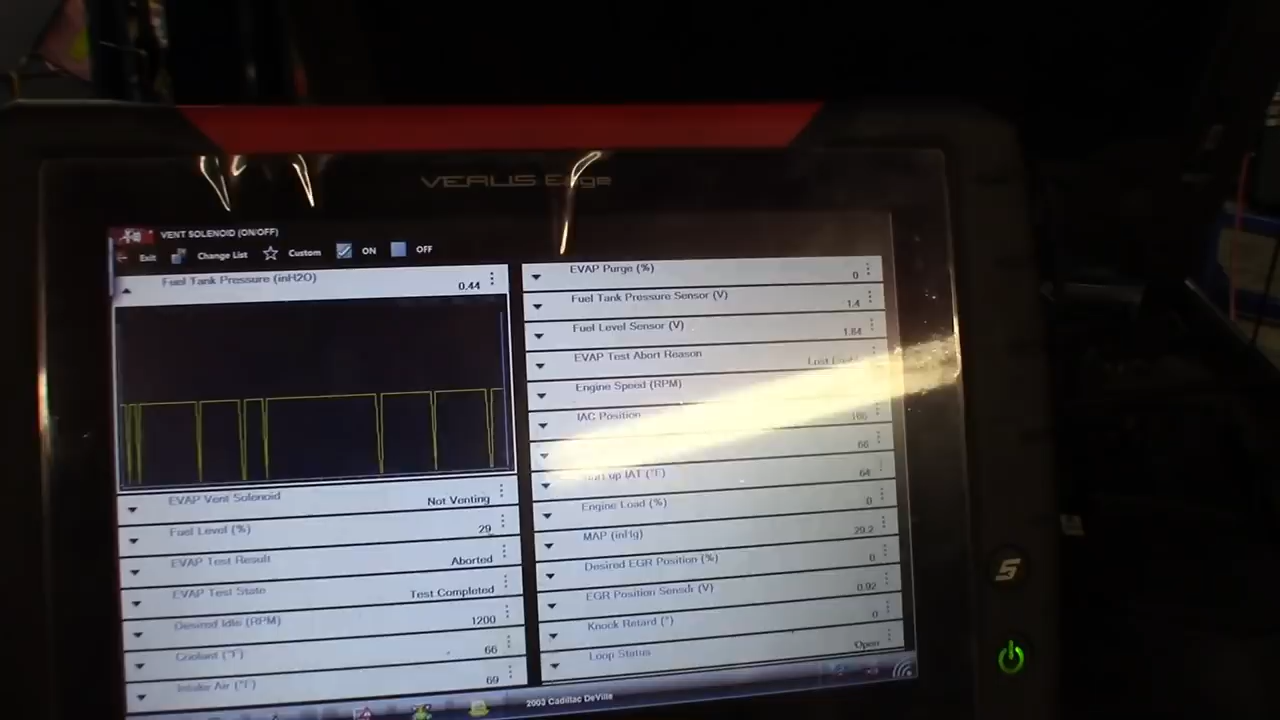 VERUS Edge
VENT SOLENOID (ON/OFF)
Exit Change List Custom ON OFF
Fuel Tank Pressure (inH2O) 0.44
EVAP Vent Solenoid Not Venting
Fuel Level (%) 29
EVAP Test Result Aborted
EVAP Test State Test Completed
Desired Idle (RPM) 1200
Coolant (°F) 66
Intake Air (°F) 69
EVAP Purge (%) 0
Fuel Tank Pressure Sensor (V) 1.4
Fuel Level Sensor (V) 1.84
EVAP Test Abort Reason Lost
Engine Speed (RPM)
IAC Position 166
66
up IAT (°F) 64
Engine Load (%) 0
MAP (inHg) 29.2
Desired EGR Position (%) 0
EGR Position Sensor (V) 0.92
Knock Retard (°) 0
Loop Status Open
2003 Cadillac DeVille